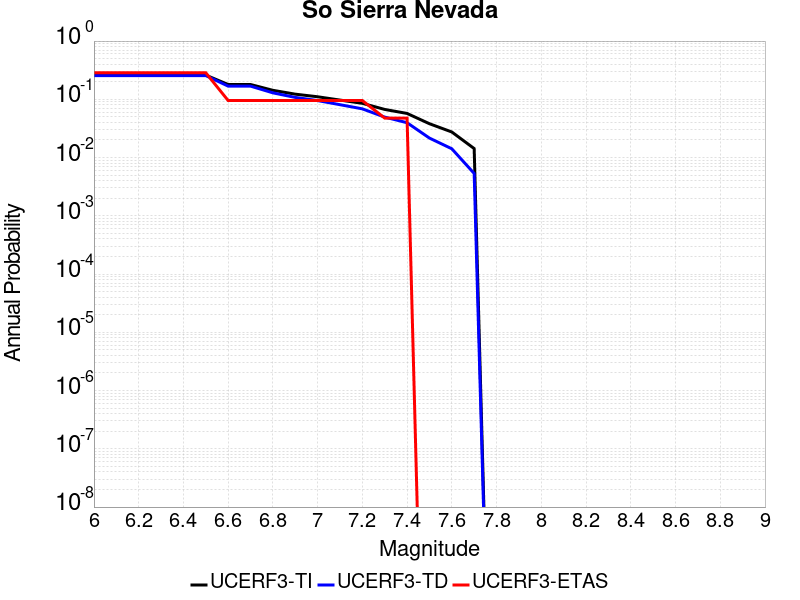 So Sierra Nevada
10^0
10^-1
10^-2
10^-3
10^-4
10^-5
10^-6
10^-7
10^-8
Annual Probability
6 6.2 6.4 6.6 6.8 7 7.2 7.4 7.6 7.8 8 8.2 8.4 8.6 8.8 9
Magnitude
UCERF3-TI UCERF3-TD UCERF3-ETAS